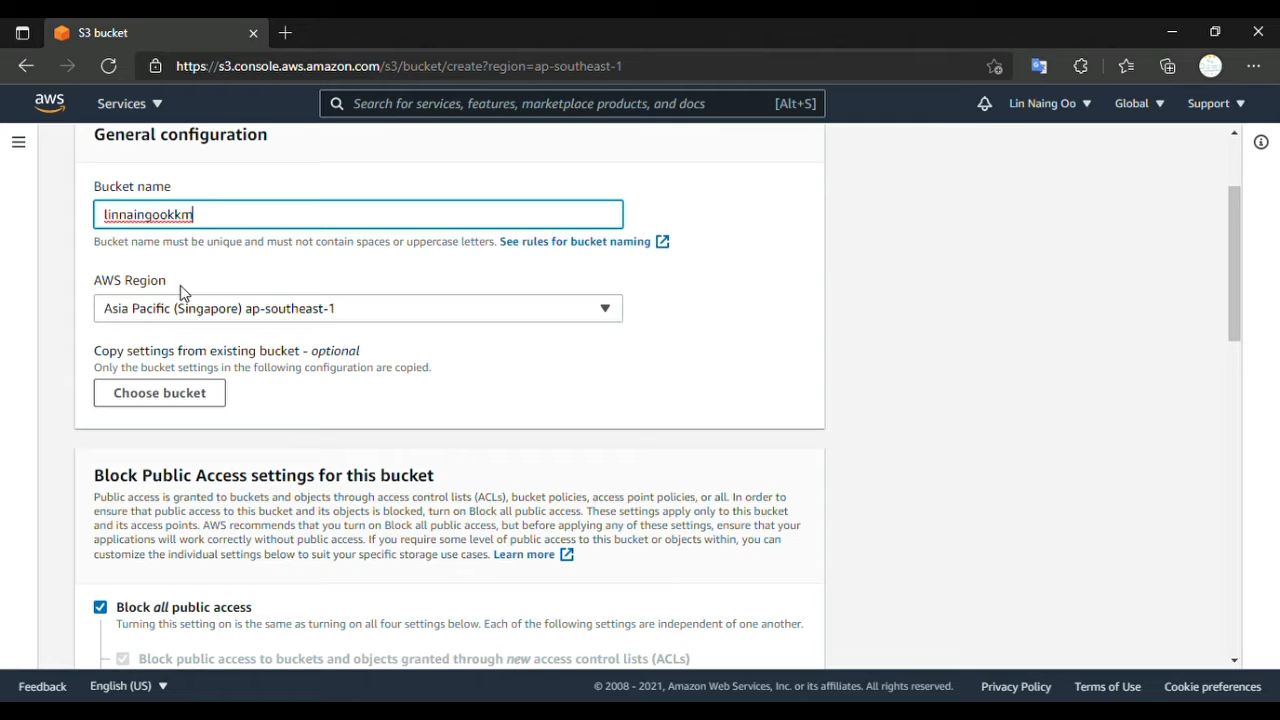 S3 bucket
https://s3.console.aws.amazon.com/s3/bucket/create?region=ap-southeast-1
aws Services Search for services, features, marketplace products, and docs [Alt+S] Lin Naing Oo Global Support
General configuration
Bucket name
linnaingookkm
Bucket name must be unique and must not contain spaces or uppercase letters. See rules for bucket naming
AWS Region
Asia Pacific (Singapore) ap-southeast-1
Copy settings from existing bucket - optional
Only the bucket settings in the following configuration are copied.
Choose bucket
Block Public Access settings for this bucket
Public access is granted to buckets and objects through access control lists (ACLs), bucket policies, access point policies, or all. In order to
ensure that public access to this bucket and its objects is blocked, turn on Block all public access. These settings apply only to this bucket
and its access points. AWS recommends that you turn on Block all public access, but before applying any of these settings, ensure that your
applications will work correctly without public access. If you require some level of public access to this bucket or objects within, you can
customize the individual settings below to suit your specific storage use cases. Learn more
Block all public access
Turning this setting on is the same as turning on all four settings below. Each of the following settings are independent of one another.
Block public access to buckets and objects granted through new access control lists (ACLs)
Feedback English (US) © 2008 - 2021, Amazon Web Services, Inc. or its affiliates. All rights reserved. Privacy Policy Terms of Use Cookie preferences